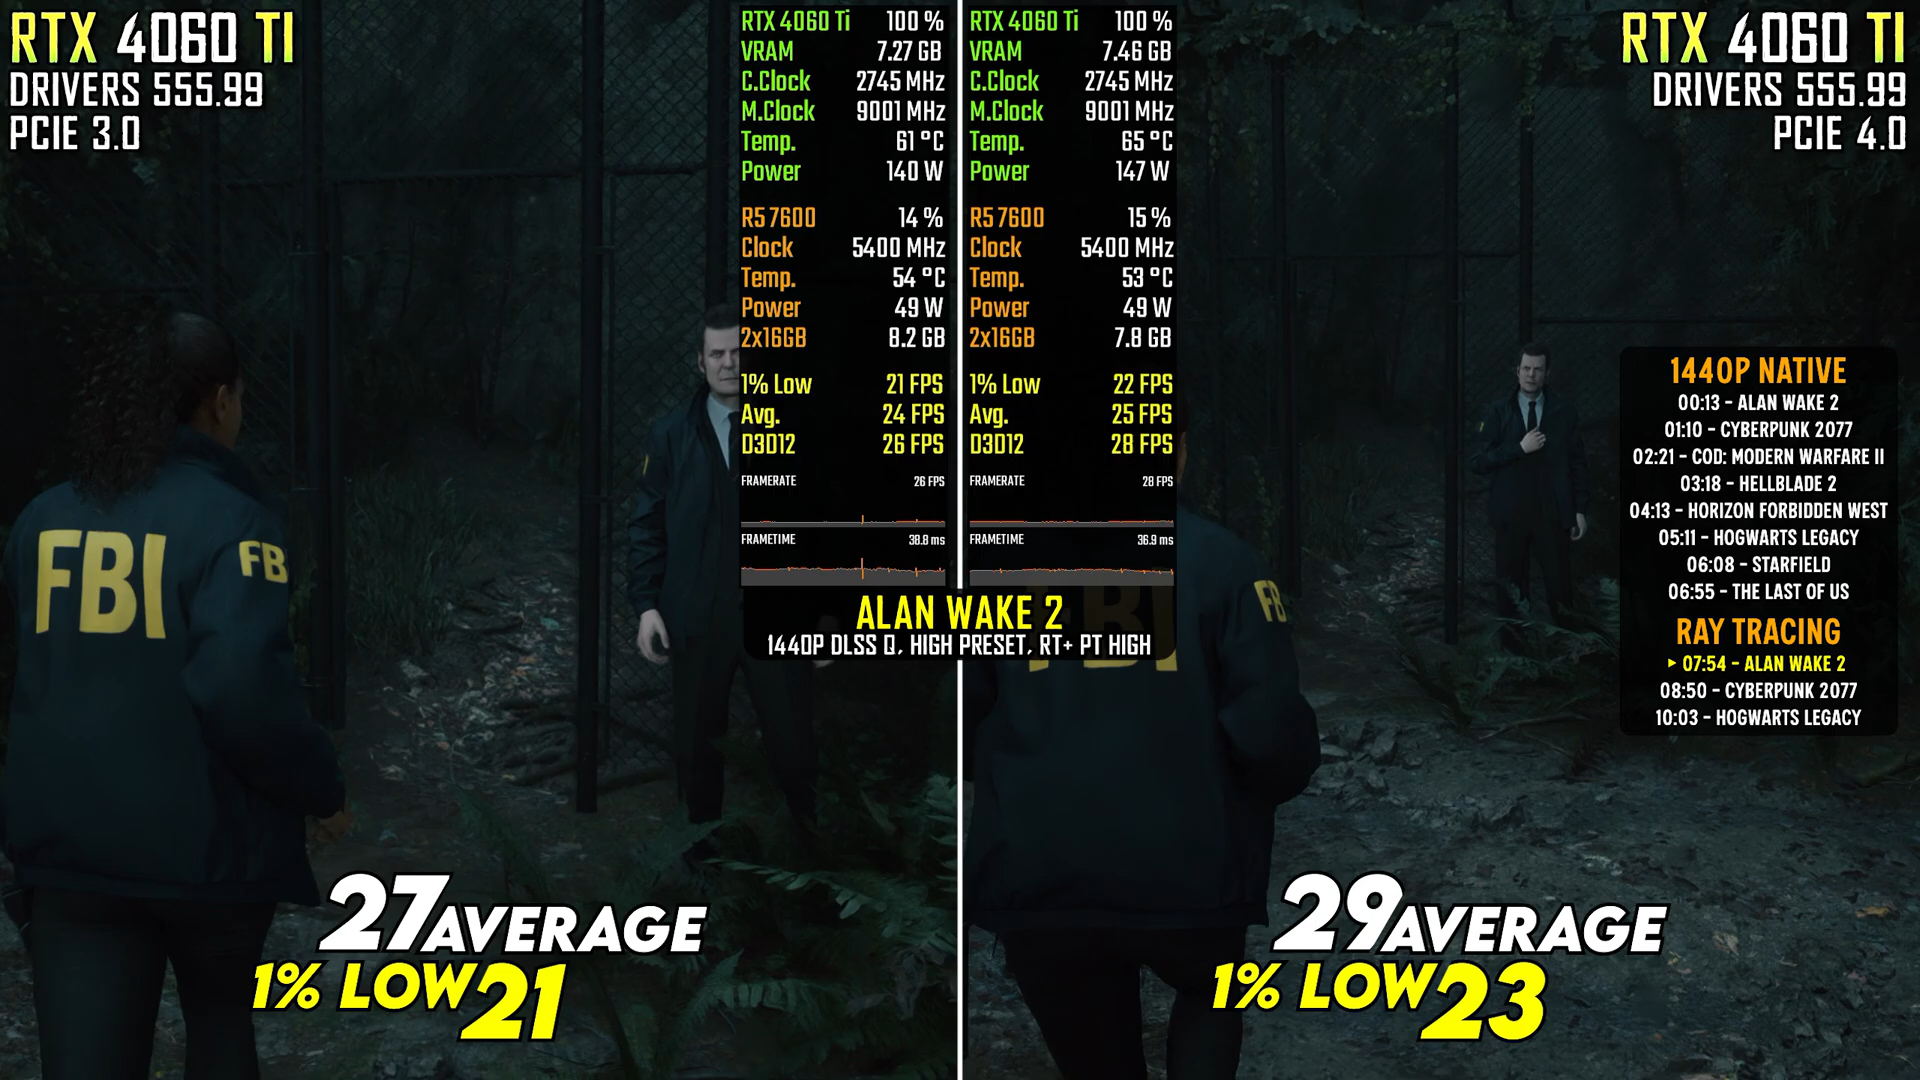 RTX 4060 TI
DRIVERS 555.99
PCIE 3.0
RTX 4060 Ti 100 %
VRAM 7.27 GB
C.Clock 2745 MHz
M.Clock 9001 MHz
Temp. 61 °C
Power 140 W
R5 7600 14 %
Clock 5400 MHz
Temp. 54 °C
Power 49 W
2x16GB 8.2 GB
1% Low 21 FPS
Avg. 24 FPS
D3D12 26 FPS
FRAMERATE 26 FPS
FRAMETIME 38.8 ms
RTX 4060 Ti 100 %
VRAM 7.46 GB
C.Clock 2745 MHz
M.Clock 9001 MHz
Temp. 65 °C
Power 147 W
R5 7600 15 %
Clock 5400 MHz
Temp. 53 °C
Power 49 W
2x16GB 7.8 GB
1% Low 22 FPS
Avg. 25 FPS
D3D12 28 FPS
FRAMERATE 28 FPS
FRAMETIME 36.9 ms
RTX 4060 TI
DRIVERS 555.99
PCIE 4.0
1440P NATIVE
00:13 - ALAN WAKE 2
01:10 - CYBERPUNK 2077
02:21 - COD: MODERN WARFARE II
03:18 - HELLBLADE 2
04:13 - HORIZON FORBIDDEN WEST
05:11 - HOGWARTS LEGACY
06:08 - STARFIELD
06:55 - THE LAST OF US
RAY TRACING
▸ 07:54 - ALAN WAKE 2
08:50 - CYBERPUNK 2077
10:03 - HOGWARTS LEGACY
FBI
FB
FBI
FB
ALAN WAKE 2
1440P DLSS Q, HIGH PRESET, RT+ PT HIGH
27 AVERAGE
1% LOW 21
29 AVERAGE
1% LOW 23